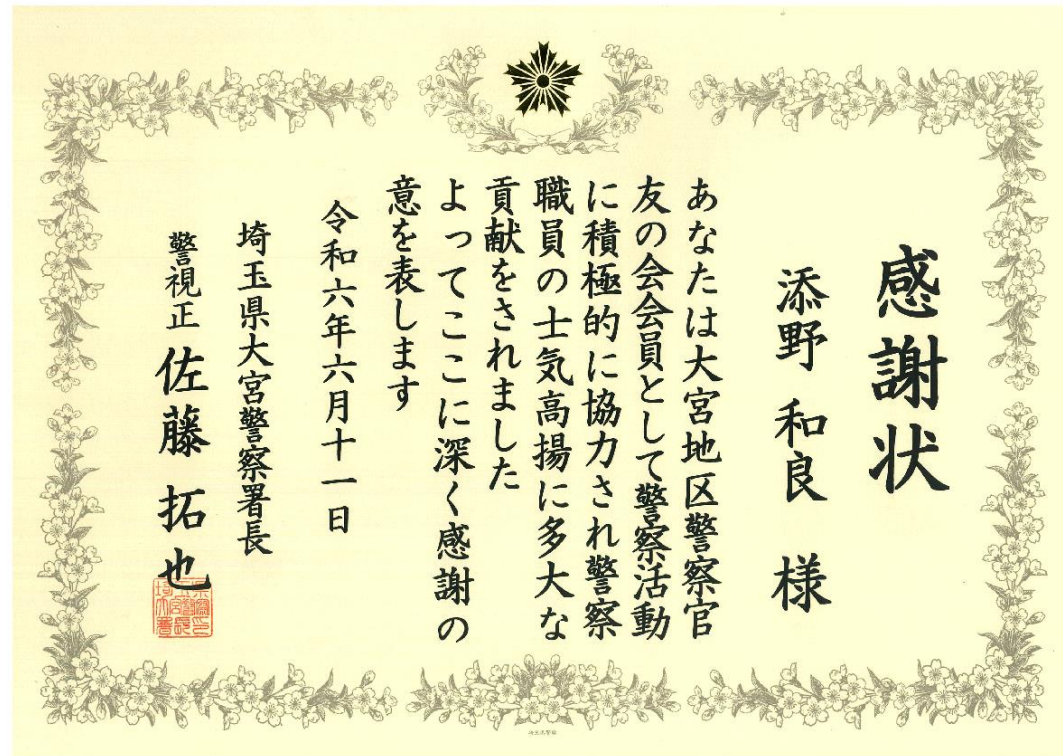 感謝状
添野 和良 様
あなたは大宮地区警察官
友の会会員として警察活動
に積極的に協力され警察
職員の士気高揚に多大な
貢献をされました
よってここに深く感謝の
意を表します
令和六年六月十一日
埼玉県大宮警察署長
警視正 佐藤 拓也